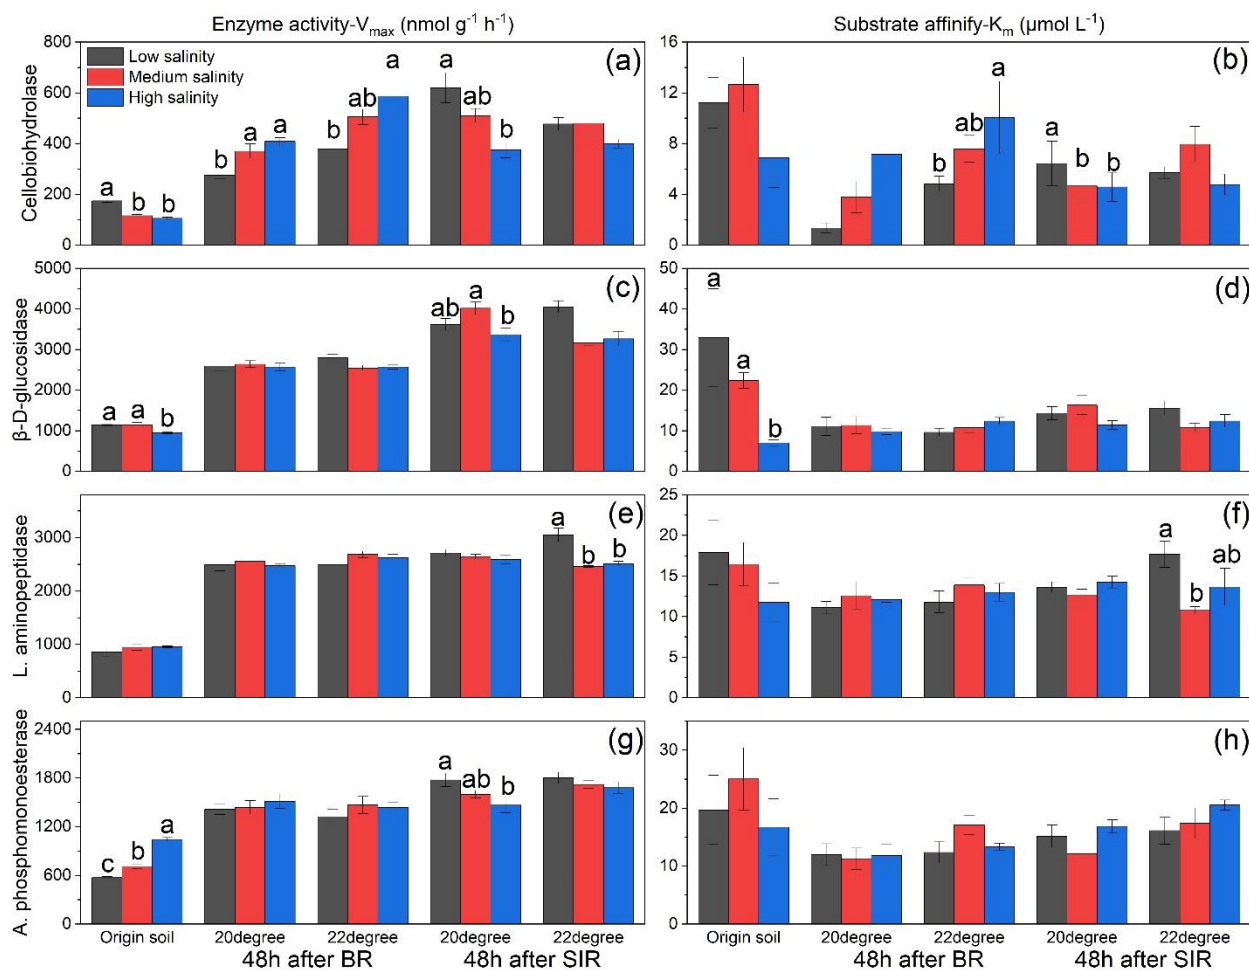 Enzyme activity-Vmax (nmol g⁻¹ h⁻¹)
Substrate affinify-Km (µmol L⁻¹)
Low salinity
Medium salinity
High salinity
(a)
Cellobiohydrolase
800
600
400
200
0
a
b
b
b
a
a
b
ab
a
a
ab
b
(b)
16
12
8
4
0
b
ab
a
a
b
b
(c)
β-D-glucosidase
5000
4000
3000
2000
1000
0
a
a
b
ab
a
b
(d)
50
40
30
20
10
0
a
a
b
(e)
L. aminopeptidase
3000
2000
1000
0
a
b
b
(f)
25
20
15
10
5
0
a
b
ab
(g)
A. phosphomonoesterase
2400
1800
1200
600
0
c
b
a
a
ab
b
(h)
30
20
10
0
Origin soil 20degree 22degree 20degree 22degree
48h after BR 48h after SIR
Origin soil 20degree 22degree 20degree 22degree
48h after BR 48h after SIR